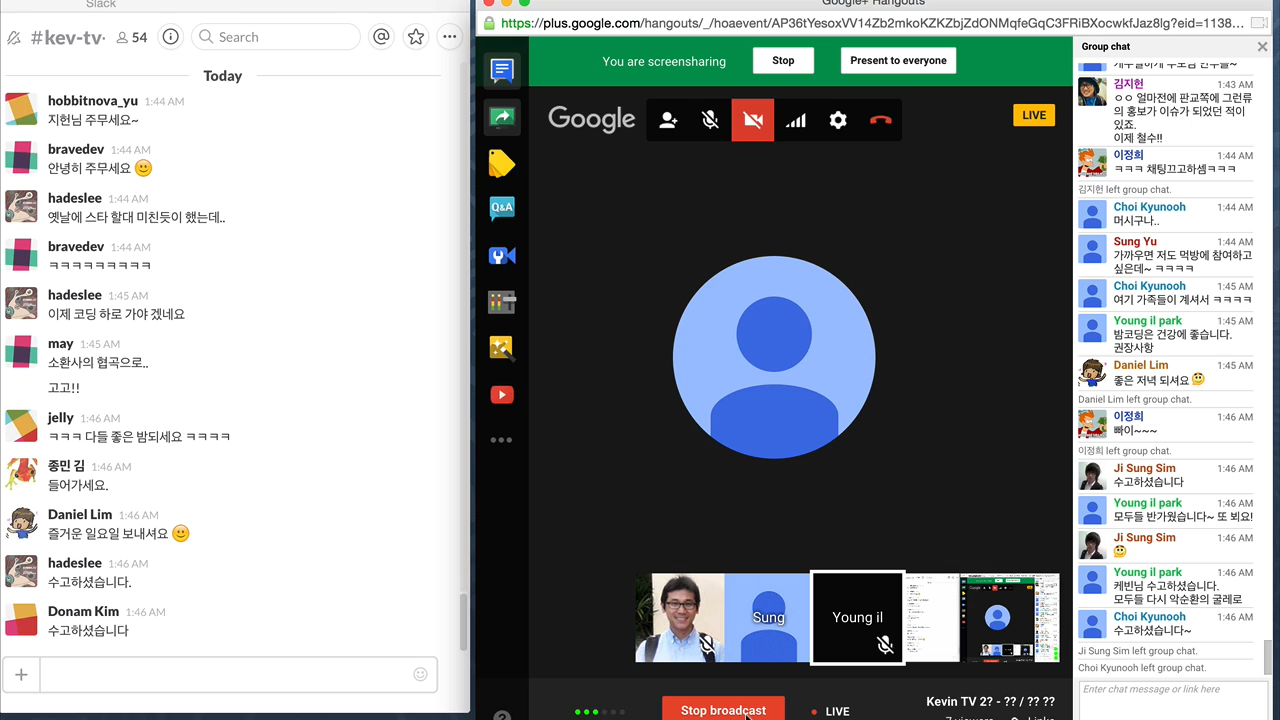 Slack
#kev-tv
54
Search
Today
hobbitnova_yu 1:44 AM
지헌님 주무세요~
bravedev 1:44 AM
안녕히 주무세요
hadeslee 1:44 AM
옛날에 스타 할대 미친듯이 했는데..
bravedev 1:44 AM
ㅋㅋㅋㅋㅋㅋㅋㅋㅋ
hadeslee 1:45 AM
이제 코딩 하로 가야 겠네요
may 1:45 AM
소환사의 협곡으로..
고고!!
jelly 1:46 AM
ㅋㅋㅋ 다들 좋은 밤되세요 ㅋㅋㅋㅋ
종민 김 1:46 AM
들어가세요.
Daniel Lim 1:46 AM
즐거운 일요일 보내셔요
hadeslee 1:46 AM
수고하셨습니다.
Donam Kim 1:46 AM
수고하셨습니다
Google+ Hangouts
https://plus.google.com/hangouts/_/hoaevent/AP36tYesoxVV14Zb2mkoKZKZbjZdONMqfeGqC3FRiBXocwkfJaz8lg?eid=_1138…
You are screensharing
Stop
Present to everyone
Google
LIVE
Q&A
Sung
Young il
Stop broadcast
LIVE
Kevin TV 2? - ?? / ?? ??
7 viewers
Links
Group chat
김지헌 1:43 AM
ㅇㅇ 얼마전에 판교쪽에 그런류
의 홍보가 이슈가 되었던 적이
있죠.
이제 철수!!
이정희 1:44 AM
ㅋㅋㅋ 채팅끄고하셈ㅋㅋㅋ
김지헌 left group chat.
Choi Kyunooh 1:44 AM
머시구나..
Sung Yu 1:44 AM
가까우면 저도 먹방에 참여하고
싶은데~ ㅋㅋㅋㅋ
Choi Kyunooh 1:45 AM
여기 가족들이 계셔서 ㅋㅋㅋㅋ
Young il park 1:45 AM
밤코딩은 건강에 좋습니다.
권장사항
Daniel Lim 1:45 AM
좋은 저녁 되셔요
Daniel Lim left group chat.
이정희 1:46 AM
빠이~~~
이정희 left group chat.
Ji Sung Sim 1:46 AM
수고하셨습니다
Young il park 1:46 AM
모두들 반가웠습니다~ 또 뵈요!
Ji Sung Sim 1:46 AM
Young il park 1:46 AM
케빈님 수고하셨습니다.
모두들 다시 악순환의 굴레로
Choi Kyunooh 1:46 AM
수고하셨습니다~
Ji Sung Sim left group chat.
Choi Kyunooh left group chat.
Enter chat message or link here